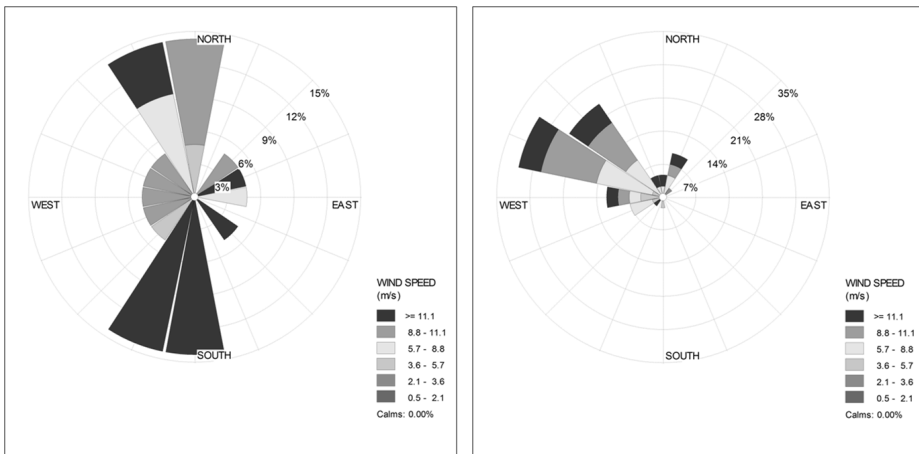 NORTH
15%
12%
9%
6%
3%
WEST
EAST
SOUTH
WIND SPEED
(m/s)
>= 11.1
8.8 - 11.1
5.7 - 8.8
3.6 - 5.7
2.1 - 3.6
0.5 - 2.1
Calms: 0.00%
NORTH
35%
28%
21%
14%
7%
WEST
EAST
SOUTH
WIND SPEED
(m/s)
>= 11.1
8.8 - 11.1
5.7 - 8.8
3.6 - 5.7
2.1 - 3.6
0.5 - 2.1
Calms: 0.00%